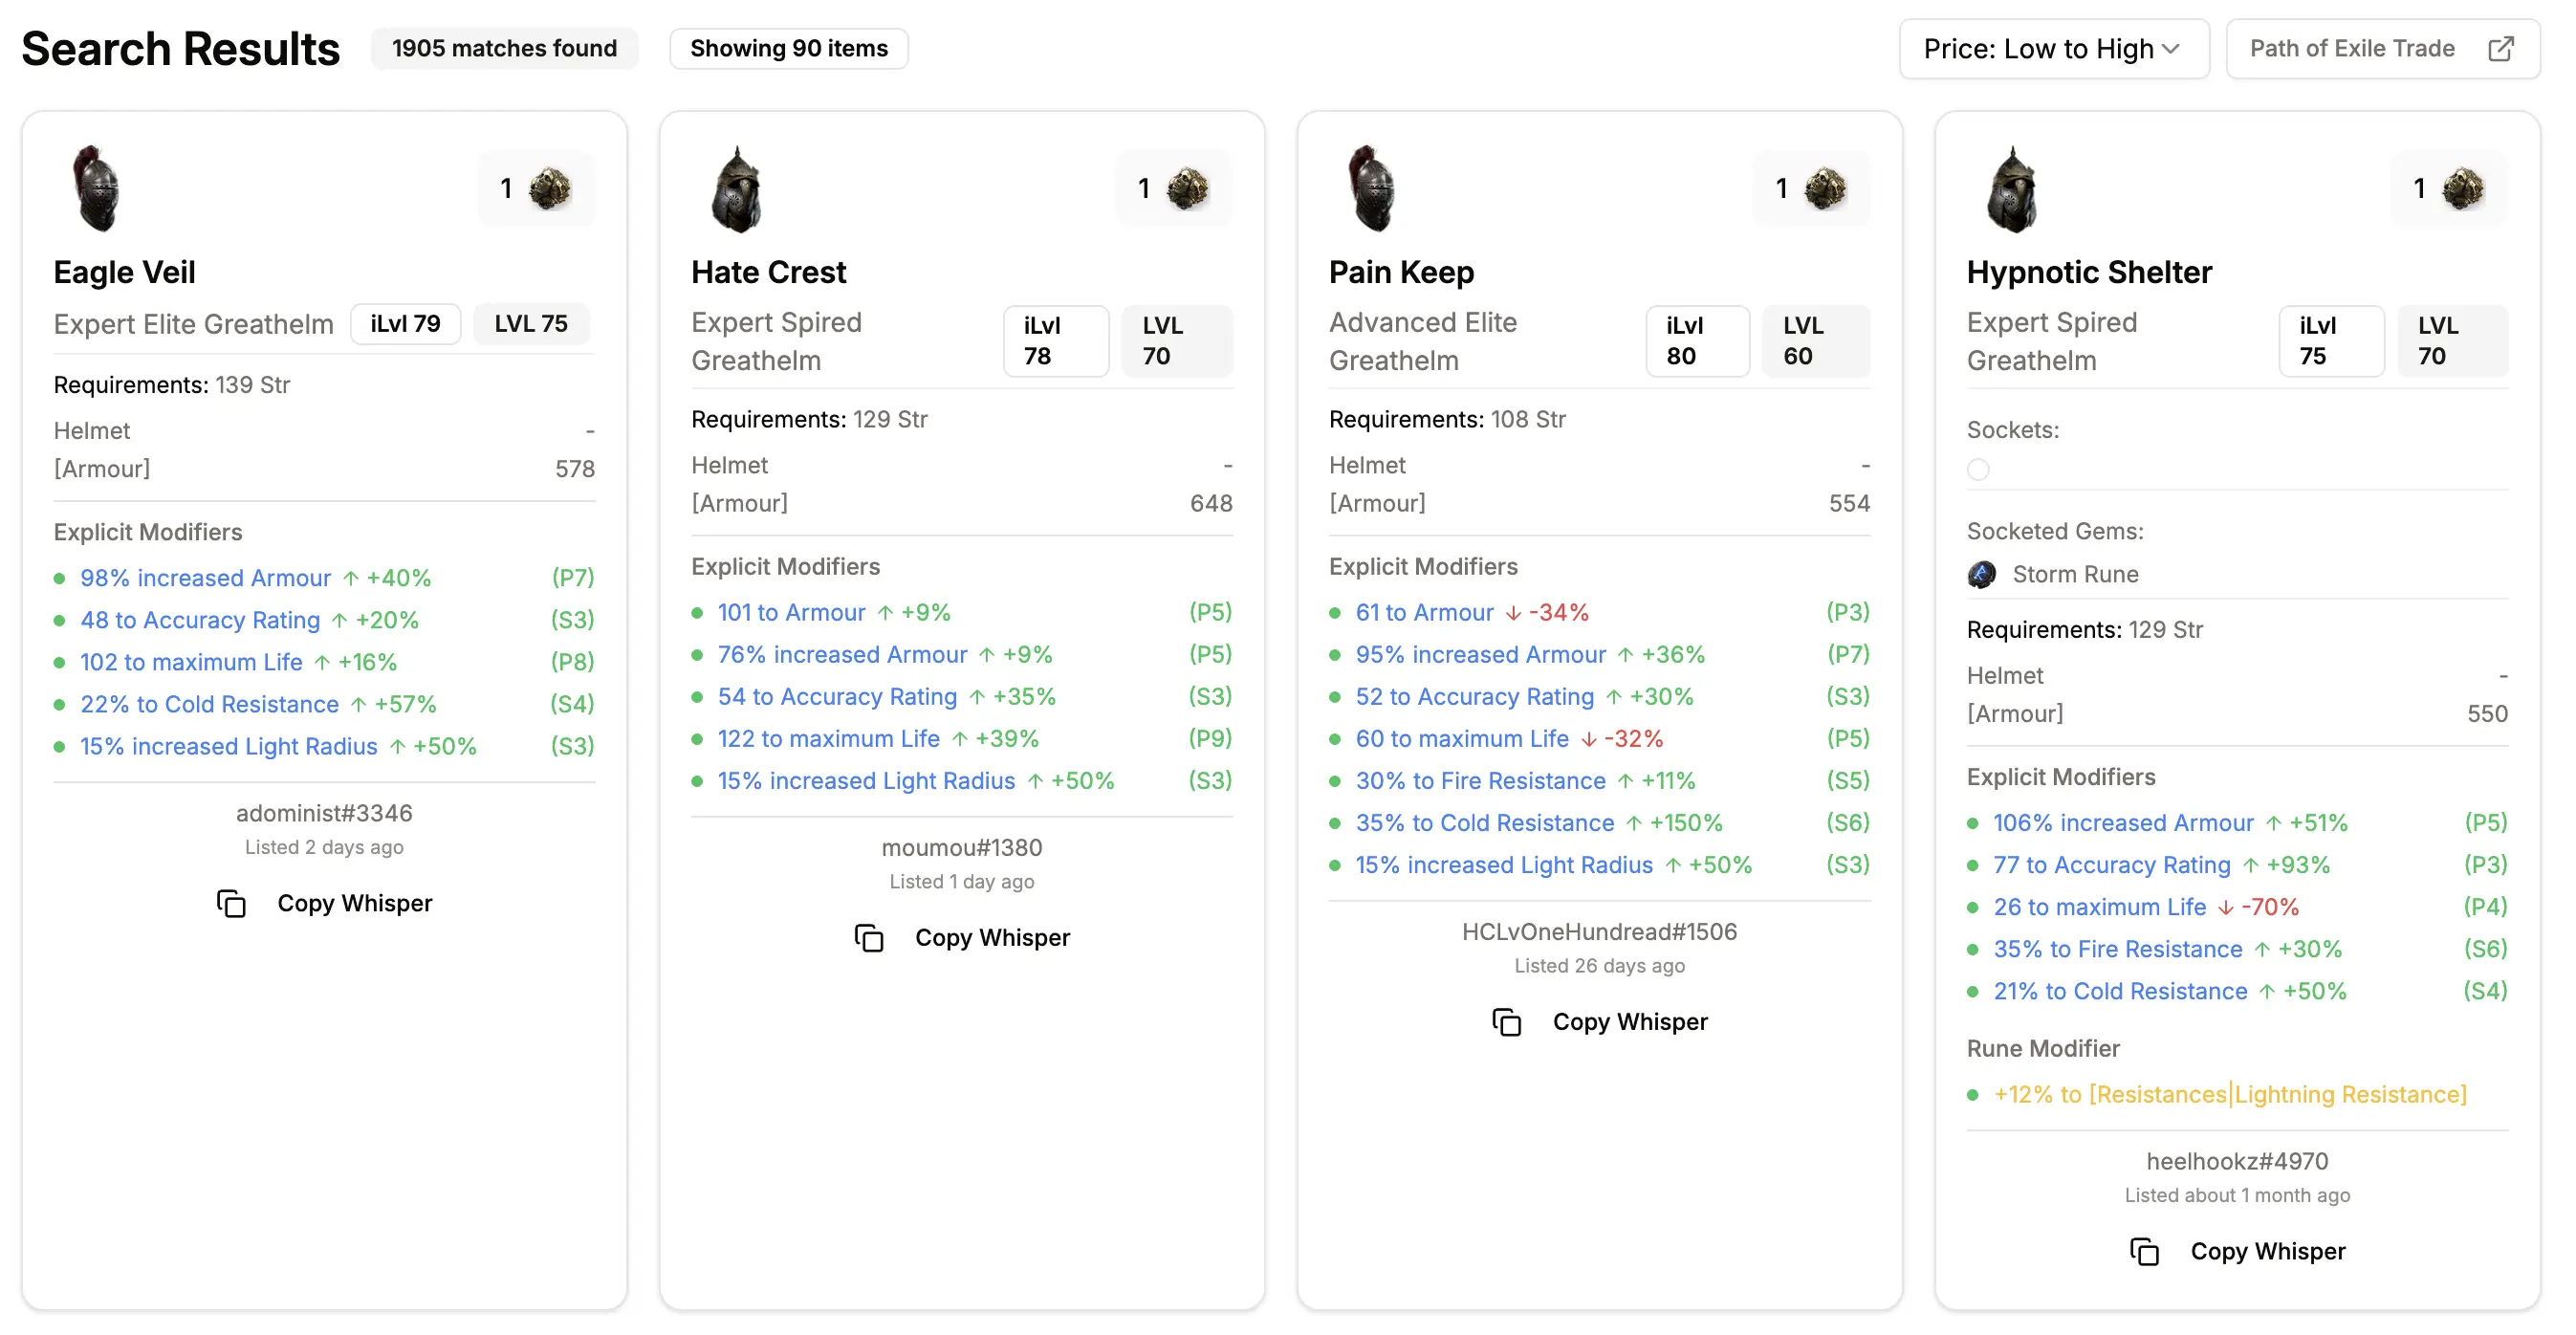 Search Results
1905 matches found
Showing 90 items
Price: Low to High
Path of Exile Trade
1
Eagle Veil
Expert Elite Greathelm
iLvl 79
LVL 75
Requirements: 139 Str
Helmet -
[Armour] 578
Explicit Modifiers
98% increased Armour ↑ +40% (P7)
48 to Accuracy Rating ↑ +20% (S3)
102 to maximum Life ↑ +16% (P8)
22% to Cold Resistance ↑ +57% (S4)
15% increased Light Radius ↑ +50% (S3)
adominist#3346
Listed 2 days ago
Copy Whisper
1
Hate Crest
Expert Spired
Greathelm
iLvl
78
LVL
70
Requirements: 129 Str
Helmet -
[Armour] 648
Explicit Modifiers
101 to Armour ↑ +9% (P5)
76% increased Armour ↑ +9% (P5)
54 to Accuracy Rating ↑ +35% (S3)
122 to maximum Life ↑ +39% (P9)
15% increased Light Radius ↑ +50% (S3)
moumou#1380
Listed 1 day ago
Copy Whisper
1
Pain Keep
Advanced Elite
Greathelm
iLvl
80
LVL
60
Requirements: 108 Str
Helmet -
[Armour] 554
Explicit Modifiers
61 to Armour ↓ -34% (P3)
95% increased Armour ↑ +36% (P7)
52 to Accuracy Rating ↑ +30% (S3)
60 to maximum Life ↓ -32% (P5)
30% to Fire Resistance ↑ +11% (S5)
35% to Cold Resistance ↑ +150% (S6)
15% increased Light Radius ↑ +50% (S3)
HCLvOneHundread#1506
Listed 26 days ago
Copy Whisper
1
Hypnotic Shelter
Expert Spired
Greathelm
iLvl
75
LVL
70
Sockets:
Socketed Gems:
Storm Rune
Requirements: 129 Str
Helmet -
[Armour] 550
Explicit Modifiers
106% increased Armour ↑ +51% (P5)
77 to Accuracy Rating ↑ +93% (P3)
26 to maximum Life ↓ -70% (P4)
35% to Fire Resistance ↑ +30% (S6)
21% to Cold Resistance ↑ +50% (S4)
Rune Modifier
+12% to [Resistances|Lightning Resistance]
heelhookz#4970
Listed about 1 month ago
Copy Whisper